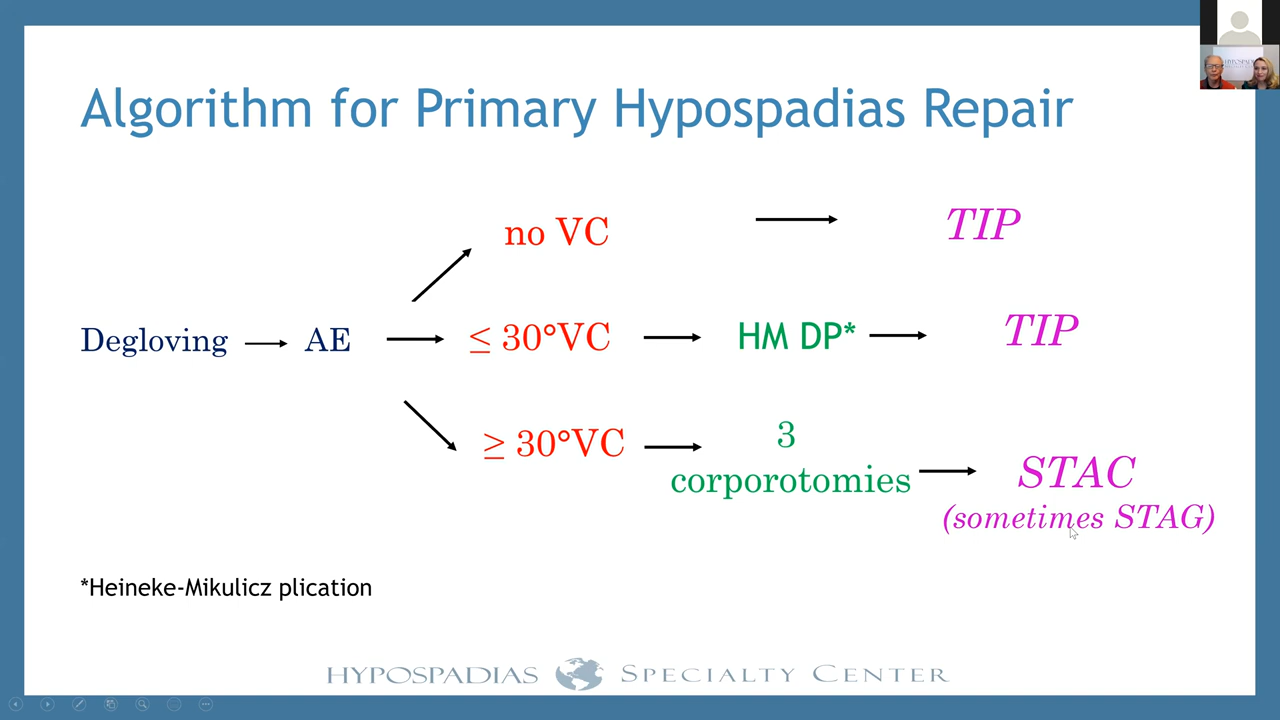 Algorithm for Primary Hypospadias Repair
no VC
TIP
Degloving
AE
≤ 30°VC
HM DP*
TIP
≥ 30°VC
3
corporotomies
STAC
(sometimes STAG)
*Heineke-Mikulicz plication
HYPOSPADIAS SPECIALTY CENTER